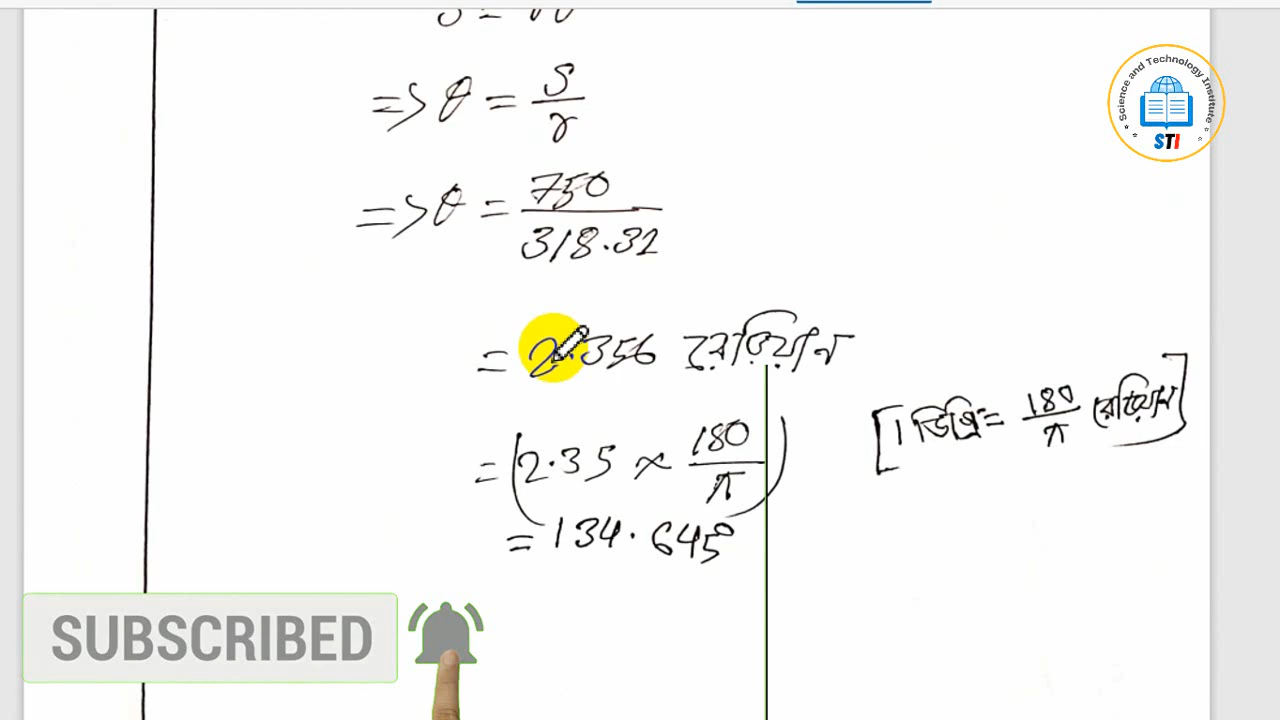 => θ = S/r
=> θ = 750/318.32
= 2.356 রেডিয়ান
= (2.35 × 180/π)
[1 ডিগ্রি = 180/π রেডিয়ান]
= 134.645°
Science and Technology Institute
STI
SUBSCRIBED